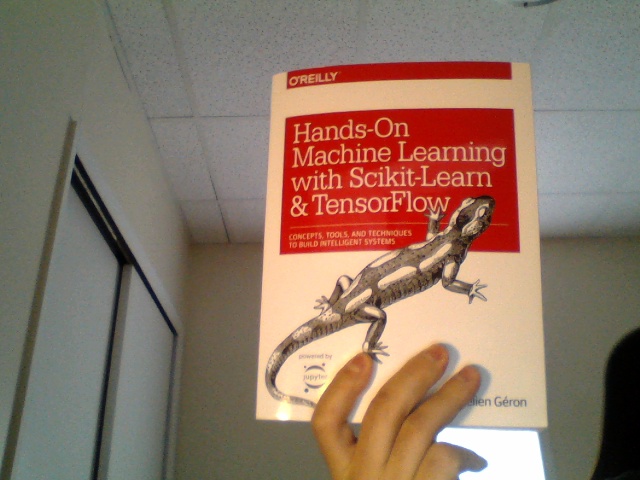 O'REILLY
Hands-On
Machine Learning
with Scikit-Learn
& TensorFlow
CONCEPTS, TOOLS, AND TECHNIQUES
TO BUILD INTELLIGENT SYSTEMS
powered by
jupyter
Géron